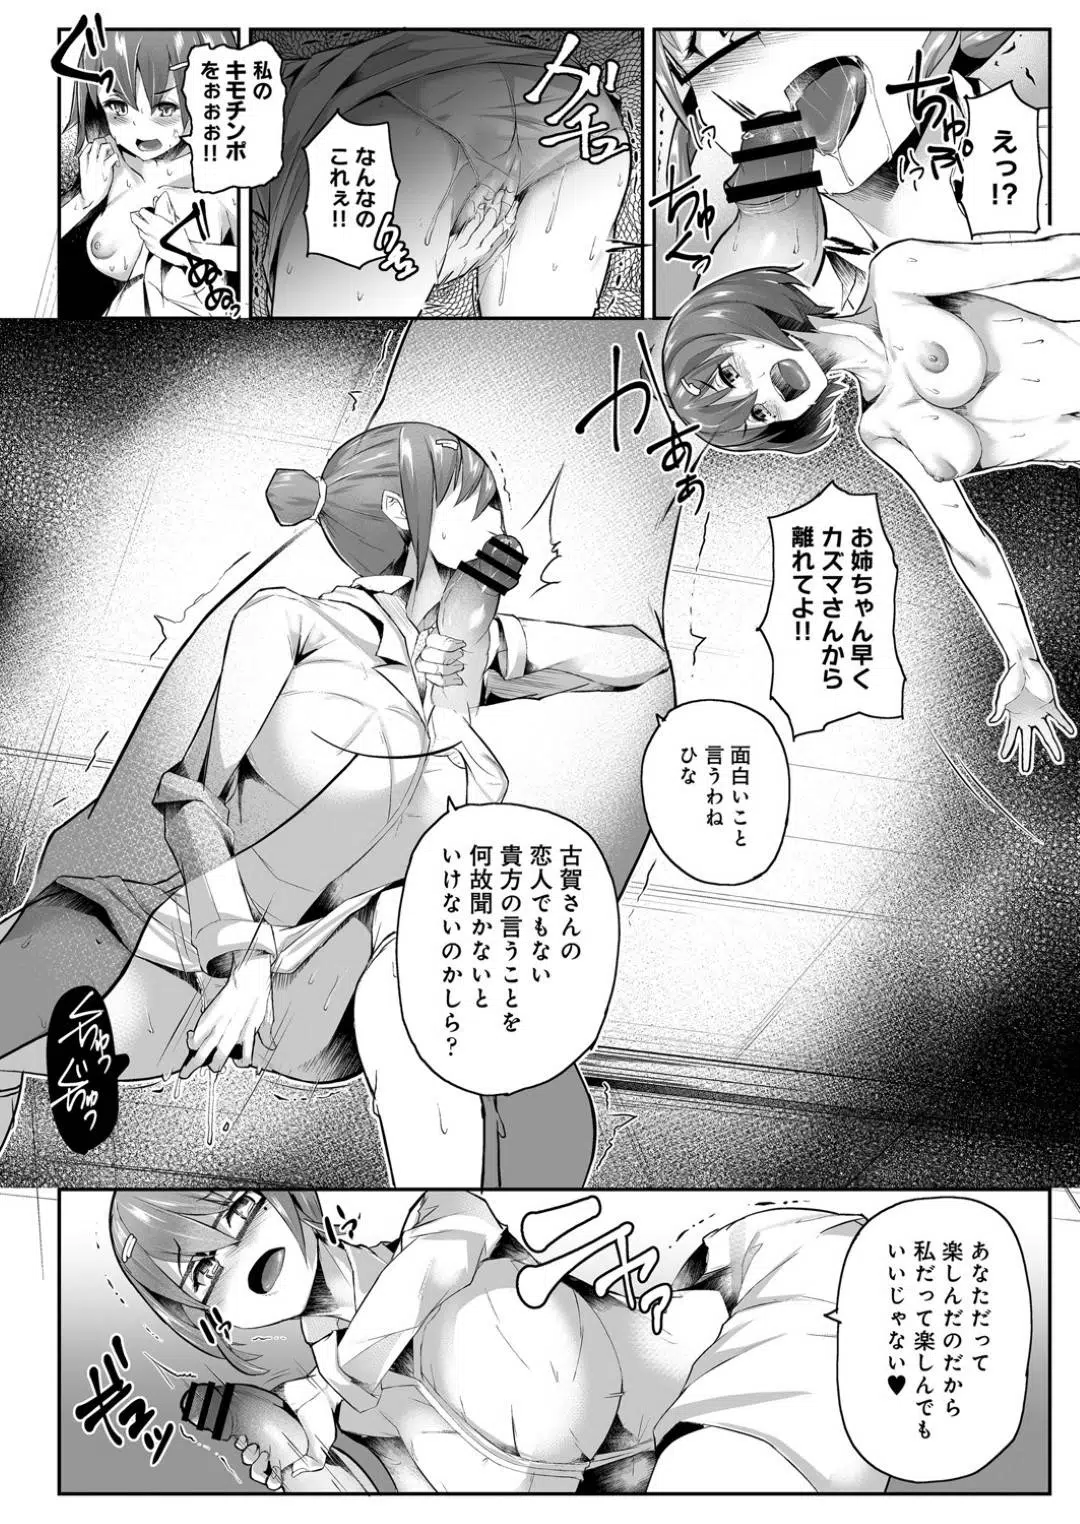 えっ!?
ちゅぷ。
ちゅくっ
なんなの
これぇ!!
私の
キモチンポ
をぉぉぉ!!
ぐっ
わ
あぁぁ
お姉ちゃん早く
カズマさんから
離れてよ!!
面白いこと
言うわね
ひな
古賀さんの
恋人でもない
貴方の言うことを
何故聞かないと
いけないのかしら?
ぐちゅっ
ぐちゅっ
あなただって
楽しんだのだから
私だって楽しんでも
いいじゃない♥
ニヤァ
ギュッ